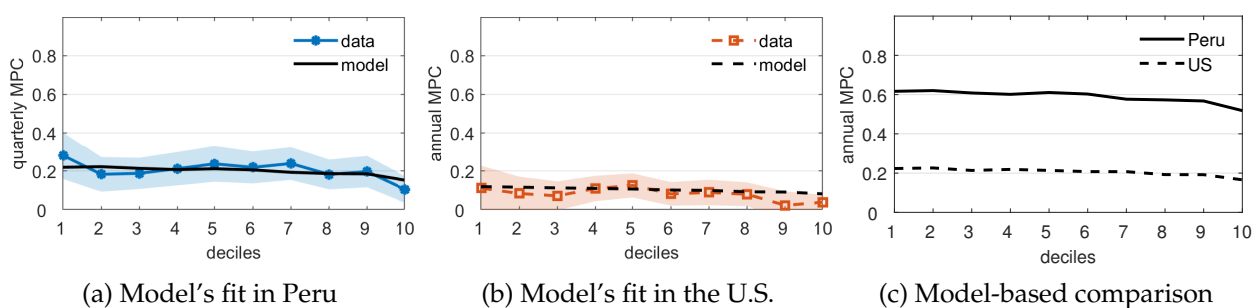 quarterly MPC
0.8
0.6
0.4
0.2
0
data
model
1 2 3 4 5 6 7 8 9 10
deciles
(a) Model's fit in Peru
annual MPC
0.8
0.6
0.4
0.2
0
data
model
1 2 3 4 5 6 7 8 9 10
deciles
(b) Model's fit in the U.S.
annual MPC
0.8
0.6
0.4
0.2
0
Peru
US
1 2 3 4 5 6 7 8 9 10
deciles
(c) Model-based comparison